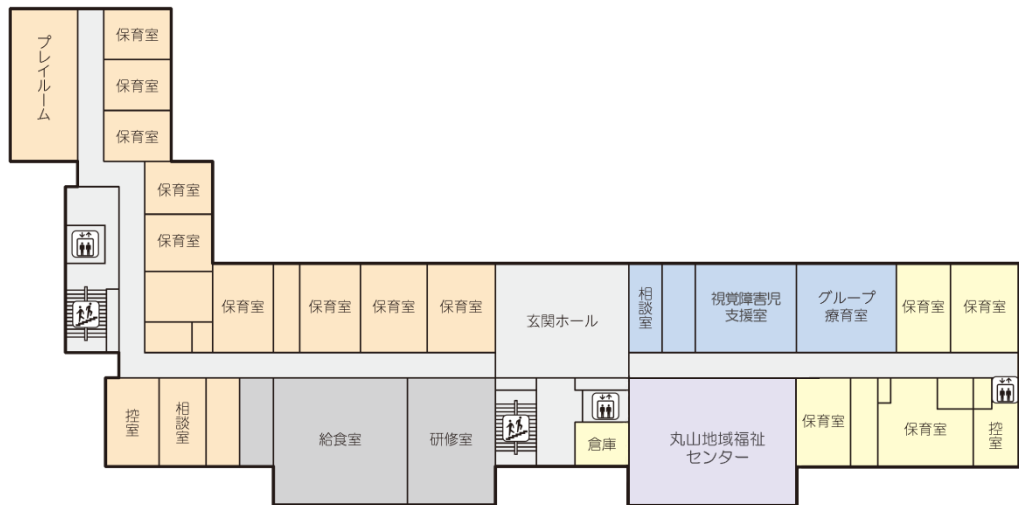 プレイルーム
保育室
保育室
保育室
保育室
保育室
保育室
保育室
保育室
保育室
玄関ホール
相談室
視覚障害児
支援室
グループ
療育室
保育室
保育室
控室
相談室
給食室
研修室
倉庫
丸山地域福祉
センター
保育室
保育室
控室